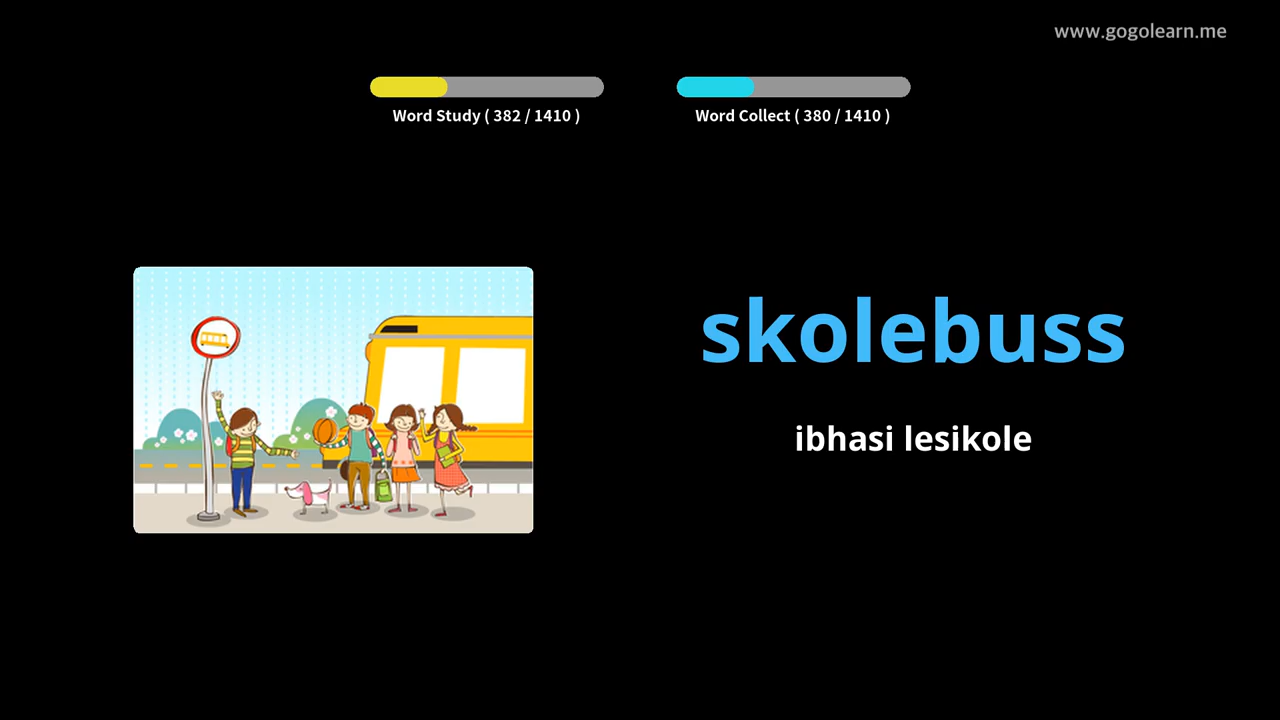 www.gogolearn.me
Word Study ( 382 / 1410 )
Word Collect ( 380 / 1410 )
skolebuss
ibhasi lesikole